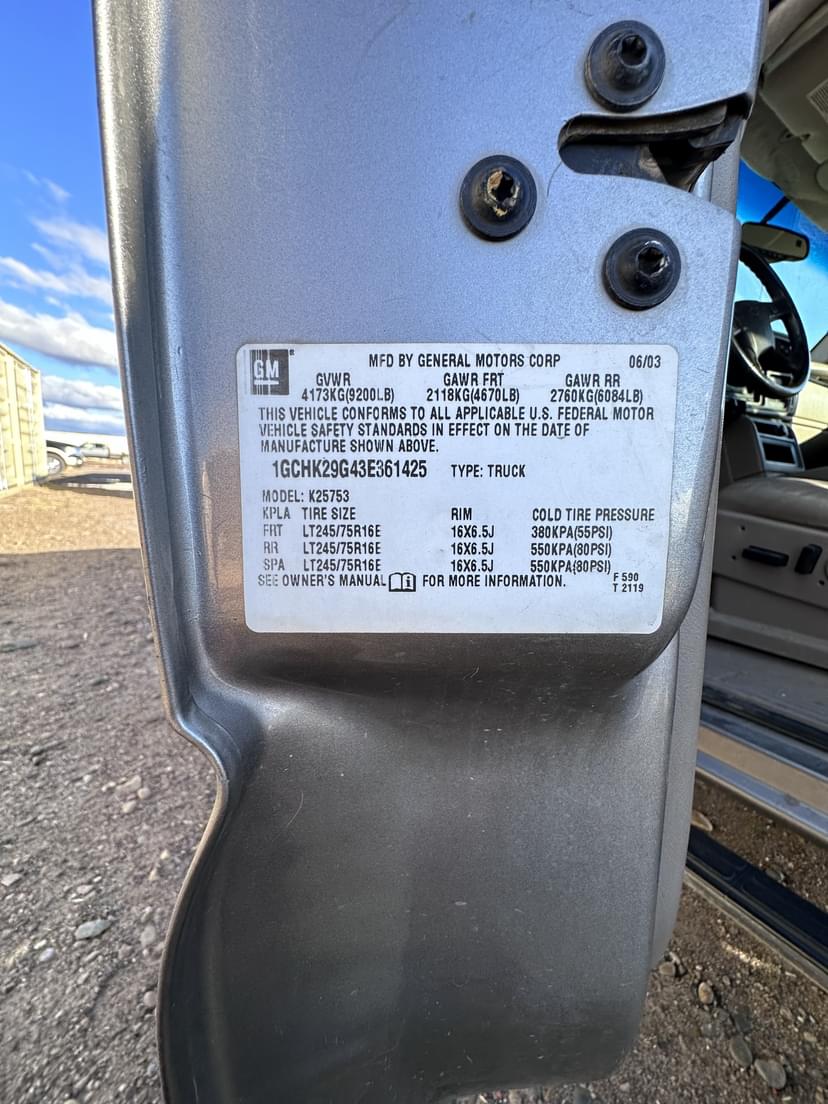 GM ® MFD BY GENERAL MOTORS CORP 06/03
GVWR GAWR FRT GAWR RR
4173KG(9200LB) 2118KG(4670LB) 2760KG(6084LB)
THIS VEHICLE CONFORMS TO ALL APPLICABLE U.S. FEDERAL MOTOR
VEHICLE SAFETY STANDARDS IN EFFECT ON THE DATE OF
MANUFACTURE SHOWN ABOVE.
1GCHK29G43E361425 TYPE: TRUCK
MODEL: K25753
KPLA TIRE SIZE RIM COLD TIRE PRESSURE
FRT LT245/75R16E 16X6.5J 380KPA(55PSI)
RR LT245/75R16E 16X6.5J 550KPA(80PSI)
SPA LT245/75R16E 16X6.5J 550KPA(80PSI)
SEE OWNER'S MANUAL FOR MORE INFORMATION. F 590
T 2119